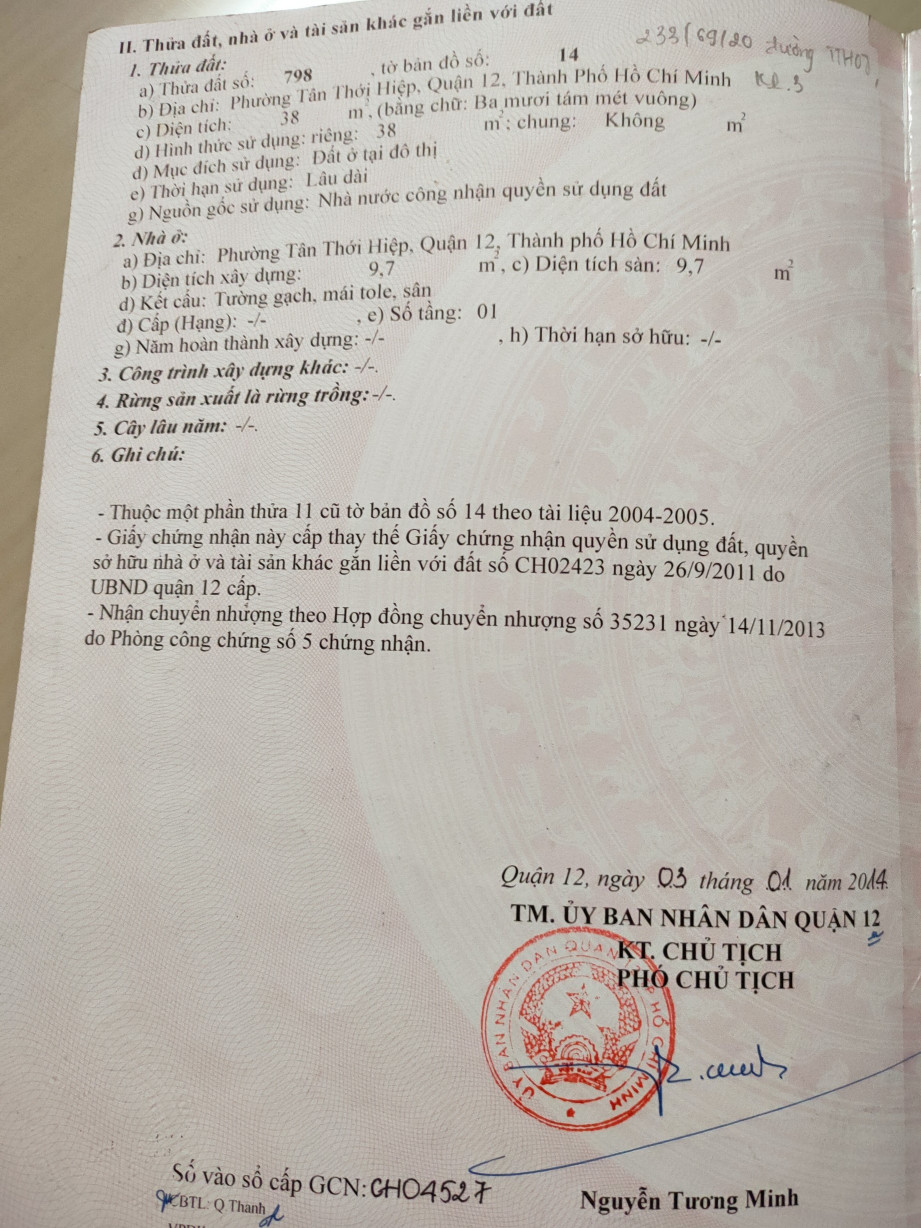 II. Thửa đất, nhà ở và tài sản khác gắn liền với đất
233/69/20 đường TTH07,
KP.3
1. Thửa đất:
a) Thửa đất số: 798 , tờ bản đồ số: 14
b) Địa chỉ: Phường Tân Thới Hiệp, Quận 12, Thành Phố Hồ Chí Minh
c) Diện tích: 38 m², (bằng chữ: Ba mươi tám mét vuông)
d) Hình thức sử dụng: riêng: 38 m²; chung: Không m²
đ) Mục đích sử dụng: Đất ở tại đô thị
e) Thời hạn sử dụng: Lâu dài
g) Nguồn gốc sử dụng: Nhà nước công nhận quyền sử dụng đất
2. Nhà ở:
a) Địa chỉ: Phường Tân Thới Hiệp, Quận 12, Thành phố Hồ Chí Minh
b) Diện tích xây dựng: 9,7 m², c) Diện tích sàn: 9,7 m²
d) Kết cấu: Tường gạch, mái tole, sân
đ) Cấp (Hạng): -/- , e) Số tầng: 01
g) Năm hoàn thành xây dựng: -/- , h) Thời hạn sở hữu: -/-
3. Công trình xây dựng khác: -/-.
4. Rừng sản xuất là rừng trồng: -/-.
5. Cây lâu năm: -/-.
6. Ghi chú:
- Thuộc một phần thửa 11 cũ tờ bản đồ số 14 theo tài liệu 2004-2005.
- Giấy chứng nhận này cấp thay thế Giấy chứng nhận quyền sử dụng đất, quyền
sở hữu nhà ở và tài sản khác gắn liền với đất số CH02423 ngày 26/9/2011 do
UBND quận 12 cấp.
- Nhận chuyển nhượng theo Hợp đồng chuyển nhượng số 35231 ngày 14/11/2013
do Phòng công chứng số 5 chứng nhận.
Quận 12, ngày 03 tháng 01 năm 2014
TM. ỦY BAN NHÂN DÂN QUẬN 12
KT. CHỦ TỊCH
PHÓ CHỦ TỊCH
ỦY BAN NHÂN DÂN QUẬN 12 TP HỒ CHÍ MINH
Số vào sổ cấp GCN: CH04527
BTL: Q Thanh
Nguyễn Tương Minh